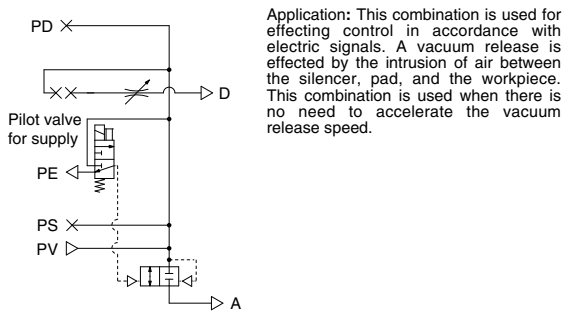 PD
D
Pilot valve
for supply
PE
PS
PV
A
Application: This combination is used for
effecting control in accordance with
electric signals. A vacuum release is
effected by the intrusion of air between
the silencer, pad, and the workpiece.
This combination is used when there is
no need to accelerate the vacuum
release speed.